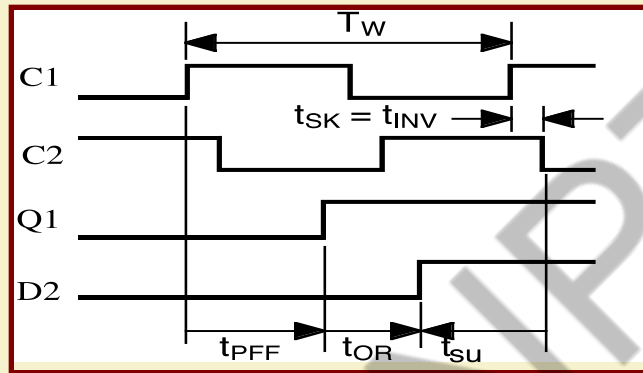 TW
C1
tSK = tINV
C2
Q1
D2
tPFF tOR tsu